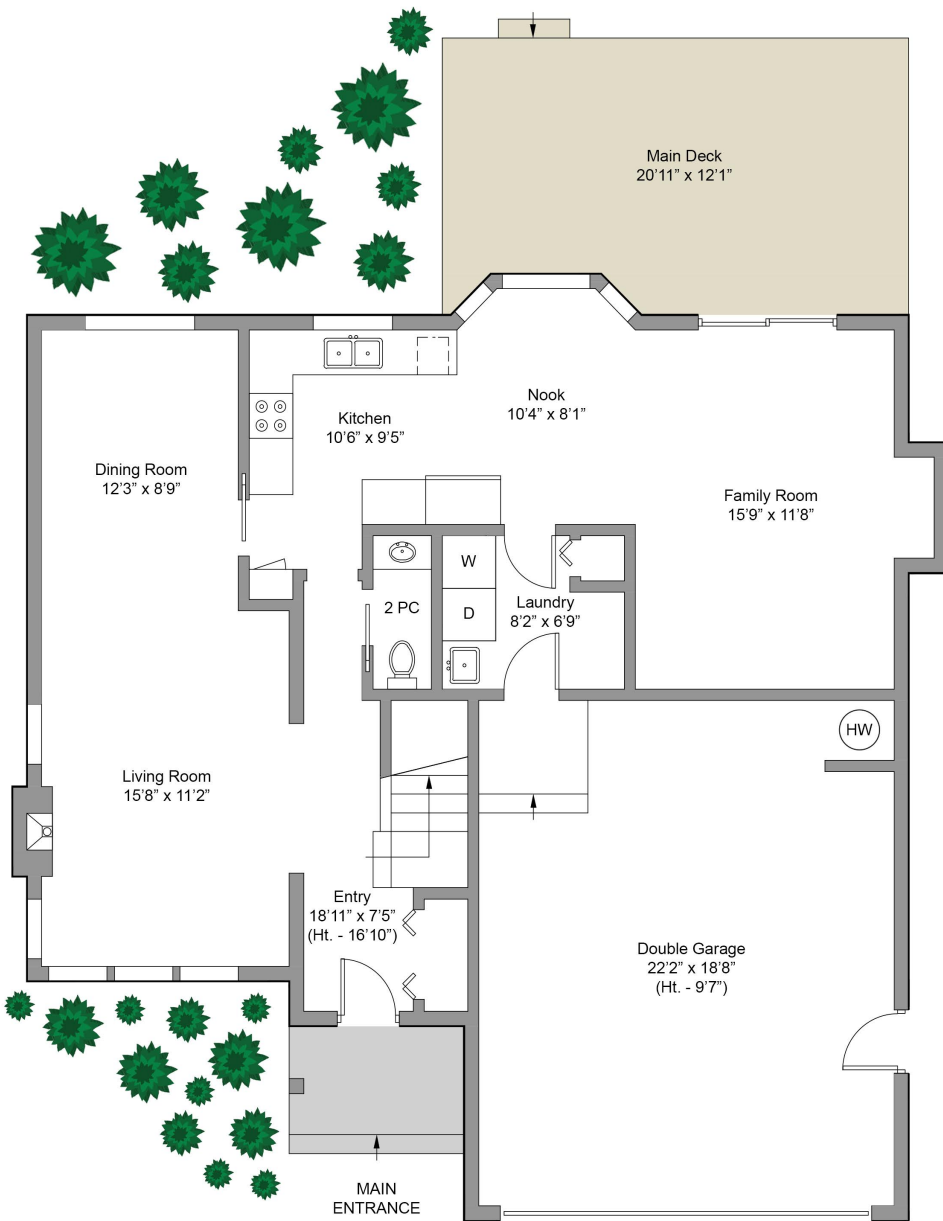 Main Deck
20'11" x 12'1"
Nook
10'4" x 8'1"
Kitchen
10'6" x 9'5"
Dining Room
12'3" x 8'9"
Family Room
15'9" x 11'8"
W
D
2 PC
Laundry
8'2" x 6'9"
HW
Living Room
15'8" x 11'2"
Entry
18'11" x 7'5"
(Ht. - 16'10")
Double Garage
22'2" x 18'8"
(Ht. - 9'7")
MAIN
ENTRANCE